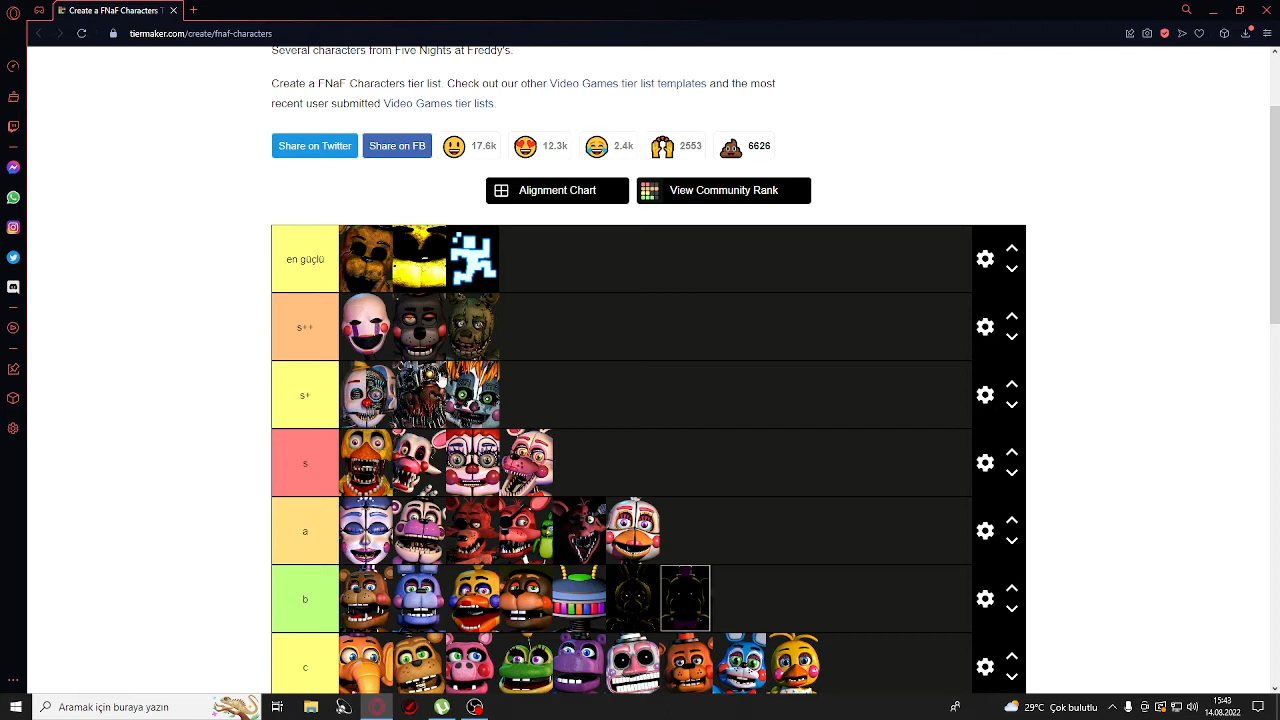 Create a FNaF Characters T
tiermaker.com/create/fnaf-characters
Several characters from Five Nights at Freddy's.
Create a FNaF Characters tier list. Check out our other Video Games tier list templates and the most
recent user submitted Video Games tier lists.
Share on Twitter Share on FB 17.6k 12.3k 2.4k 2553 6626
Alignment Chart View Community Rank
en güçlü
s++
s+
s
a
b
c
Aramak için buraya yazın
29°C Çok bulutlu
15:43
14.08.2022